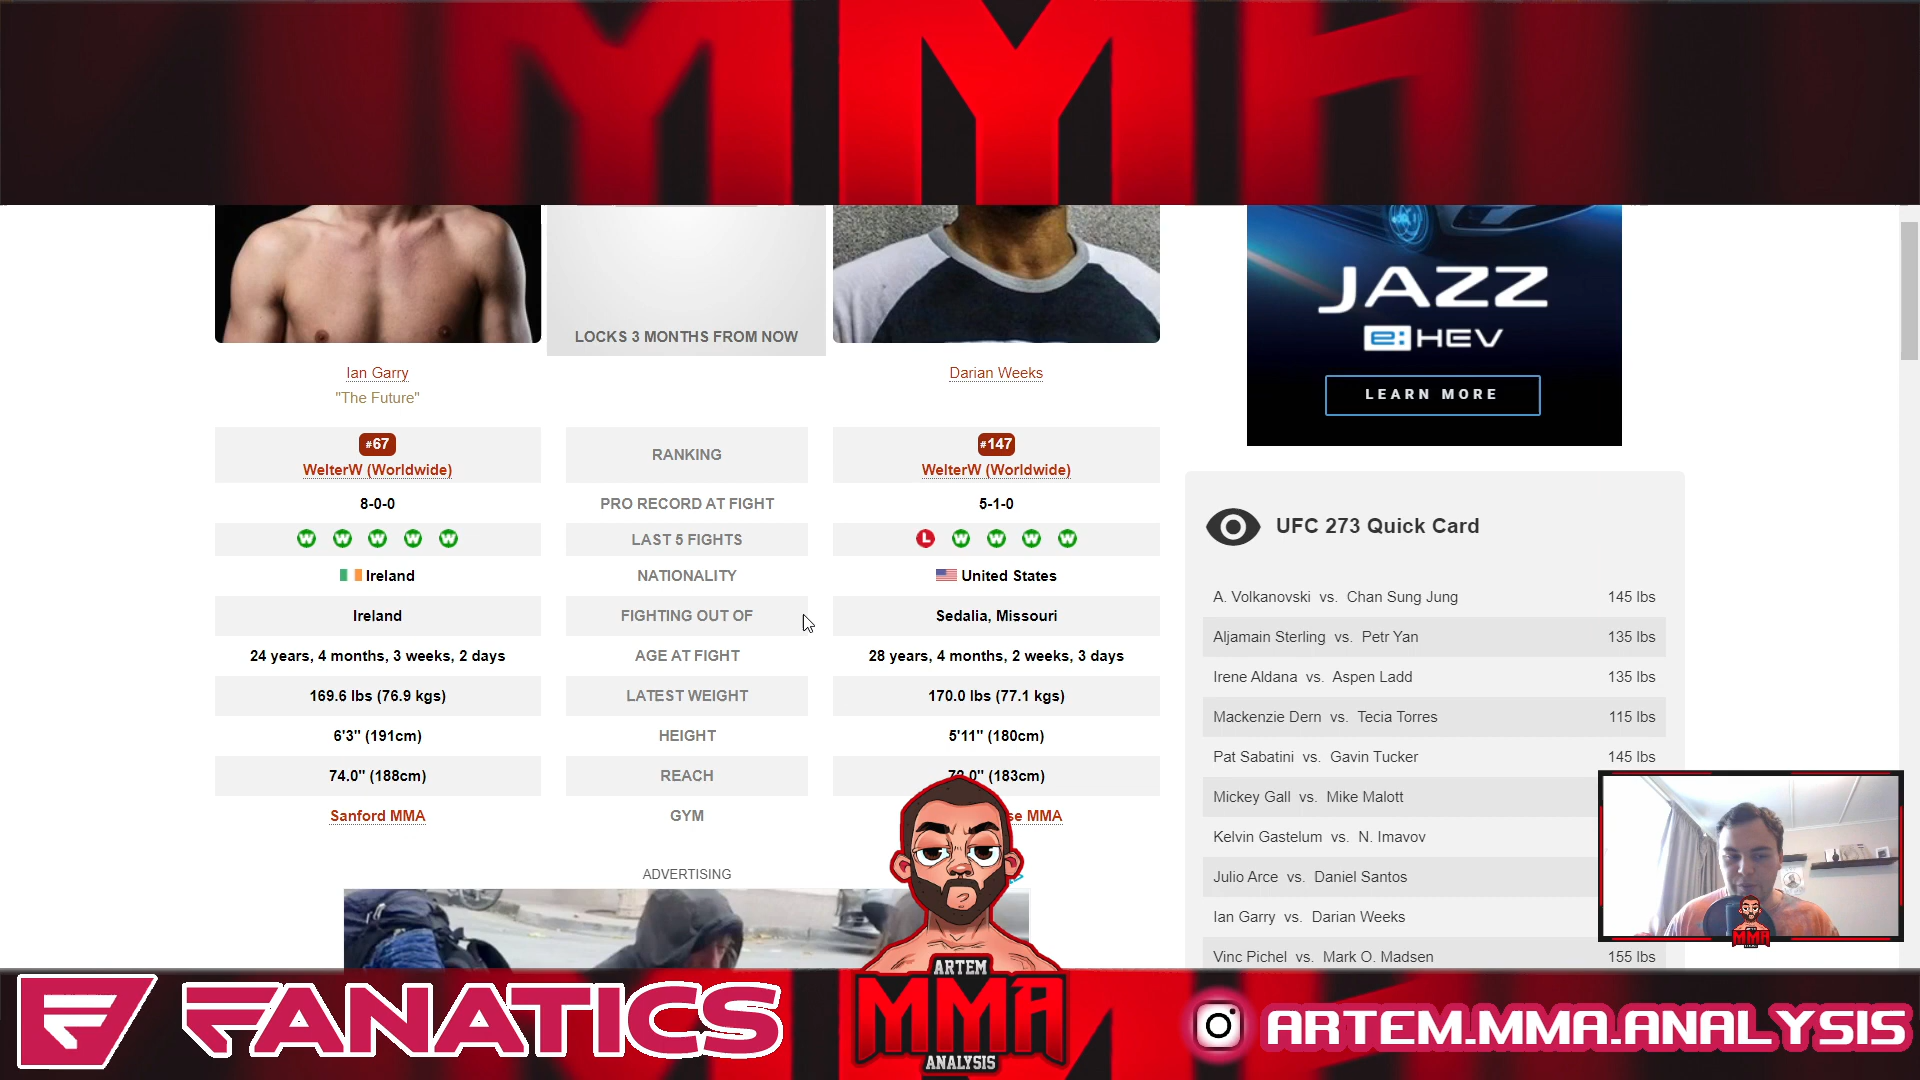 MMA
LOCKS 3 MONTHS FROM NOW
Ian Garry
"The Future"
Darian Weeks
#67
WelterW (Worldwide)
RANKING
#147
WelterW (Worldwide)
8-0-0
PRO RECORD AT FIGHT
5-1-0
W W W W W
LAST 5 FIGHTS
L W W W W
Ireland
NATIONALITY
United States
Ireland
FIGHTING OUT OF
Sedalia, Missouri
24 years, 4 months, 3 weeks, 2 days
AGE AT FIGHT
28 years, 4 months, 2 weeks, 3 days
169.6 lbs (76.9 kgs)
LATEST WEIGHT
170.0 lbs (77.1 kgs)
6'3" (191cm)
HEIGHT
5'11" (180cm)
74.0" (188cm)
REACH
72.0" (183cm)
Sanford MMA
GYM
se MMA
ADVERTISING
JAZZ
e:HEV
LEARN MORE
UFC 273 Quick Card
A. Volkanovski vs. Chan Sung Jung 145 lbs
Aljamain Sterling vs. Petr Yan 135 lbs
Irene Aldana vs. Aspen Ladd 135 lbs
Mackenzie Dern vs. Tecia Torres 115 lbs
Pat Sabatini vs. Gavin Tucker 145 lbs
Mickey Gall vs. Mike Malott
Kelvin Gastelum vs. N. Imavov
Julio Arce vs. Daniel Santos
Ian Garry vs. Darian Weeks
Vinc Pichel vs. Mark O. Madsen 155 lbs
MMA
FANATICS
ARTEM
MMA
ANALYSIS
ARTEM.MMA.ANALYSIS